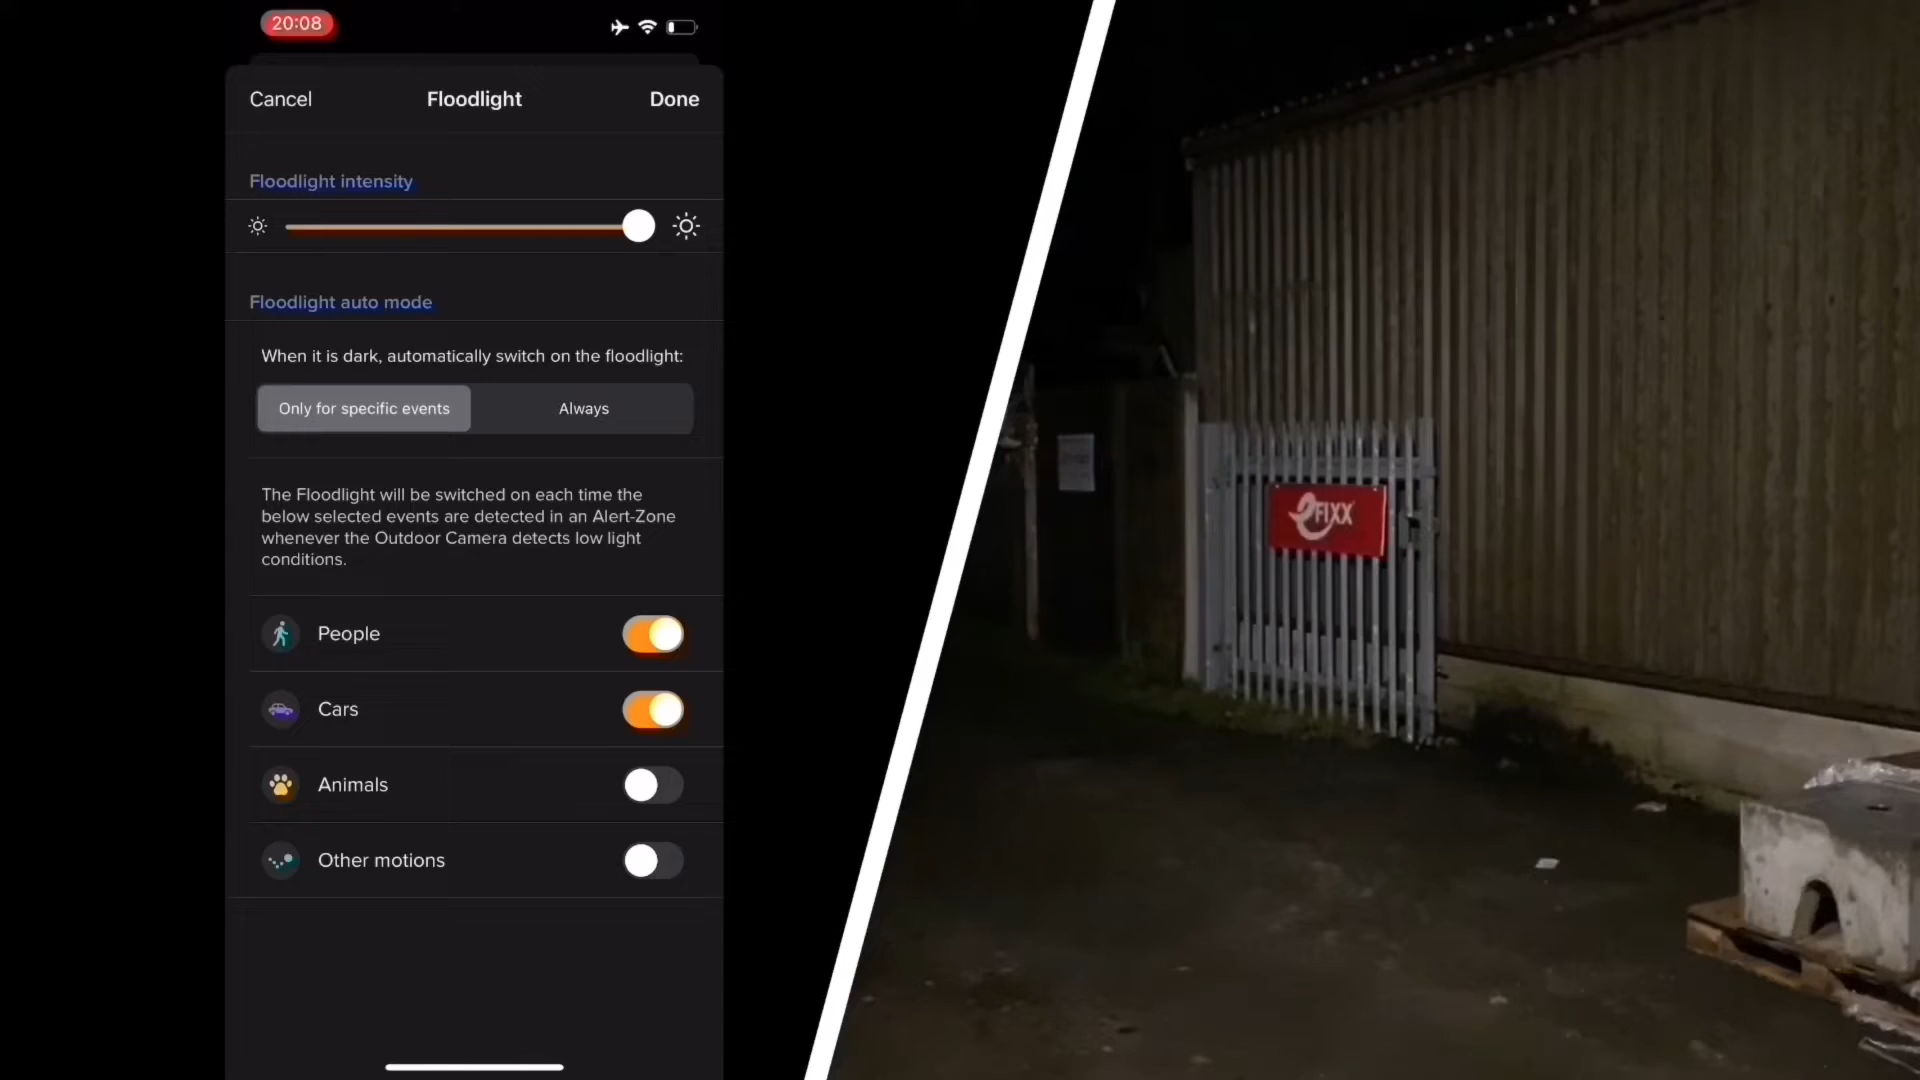 20:08
Cancel
Floodlight
Done
Floodlight intensity
Floodlight auto mode
When it is dark, automatically switch on the floodlight:
Only for specific events
Always
The Floodlight will be switched on each time the
below selected events are detected in an Alert-Zone
whenever the Outdoor Camera detects low light
conditions.
People
Cars
Animals
Other motions
eFIXX